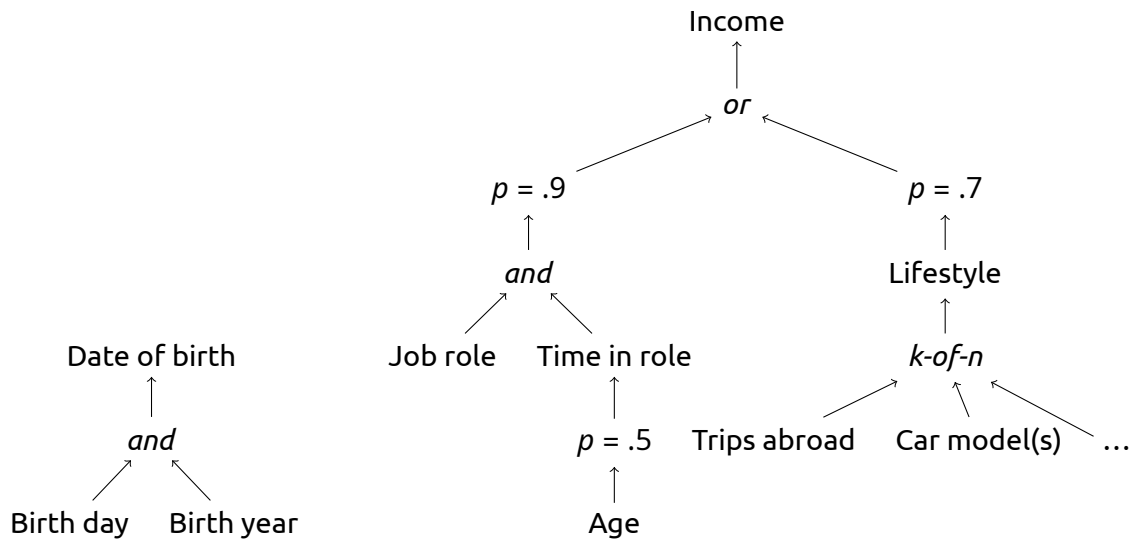 Income
or
p = .9
p = .7
and
Lifestyle
Date of birth
Job role
Time in role
k-of-n
and
p = .5
Trips abroad
Car model(s)
...
Birth day
Birth year
Age